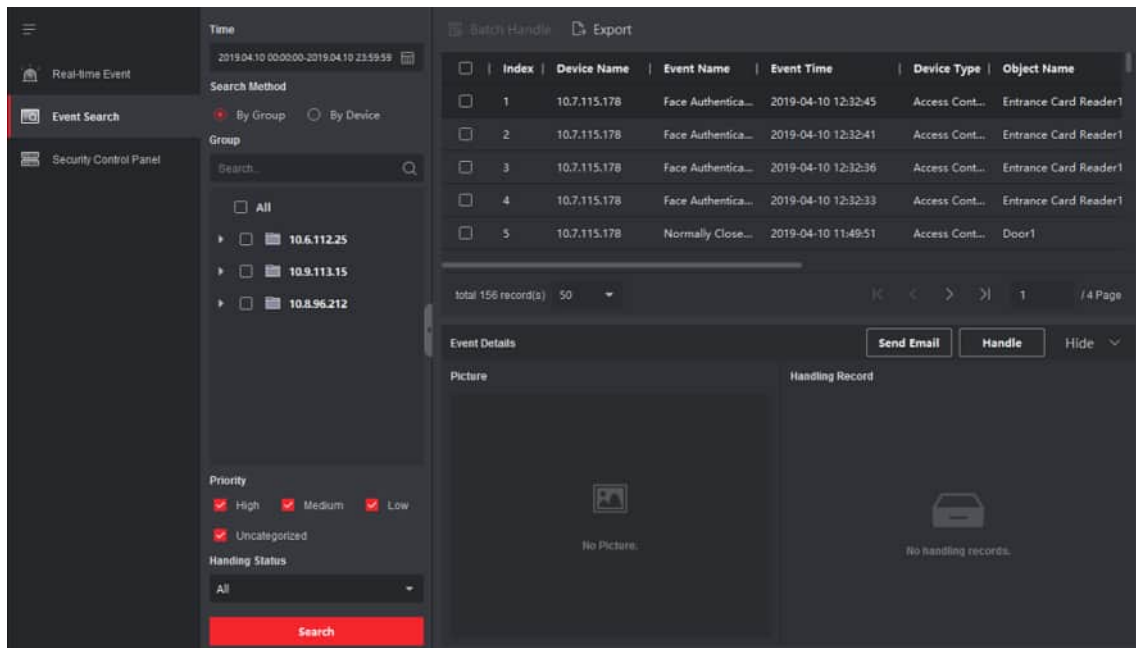 Real-time Event
Event Search
Security Control Panel
Time
2019.04.10 00:00:00-2019.04.10 23:59:59
Search Method
By Group By Device
Group
Search...
All
10.6.112.25
10.9.113.15
10.8.96.212
Priority
High Medium Low
Uncategorized
Handing Status
All
Search
Batch Handle Export
Index Device Name Event Name Event Time Device Type Object Name
1 10.7.115.178 Face Authentica... 2019-04-10 12:32:45 Access Cont... Entrance Card Reader1
2 10.7.115.178 Face Authentica... 2019-04-10 12:32:41 Access Cont... Entrance Card Reader1
3 10.7.115.178 Face Authentica... 2019-04-10 12:32:36 Access Cont... Entrance Card Reader1
4 10.7.115.178 Face Authentica... 2019-04-10 12:32:33 Access Cont... Entrance Card Reader1
5 10.7.115.178 Normally Close... 2019-04-10 11:49:51 Access Cont... Door1
total 156 record(s) 50 1 / 4 Page
Event Details Send Email Handle Hide
Picture Handling Record
No Picture.
No handling records.